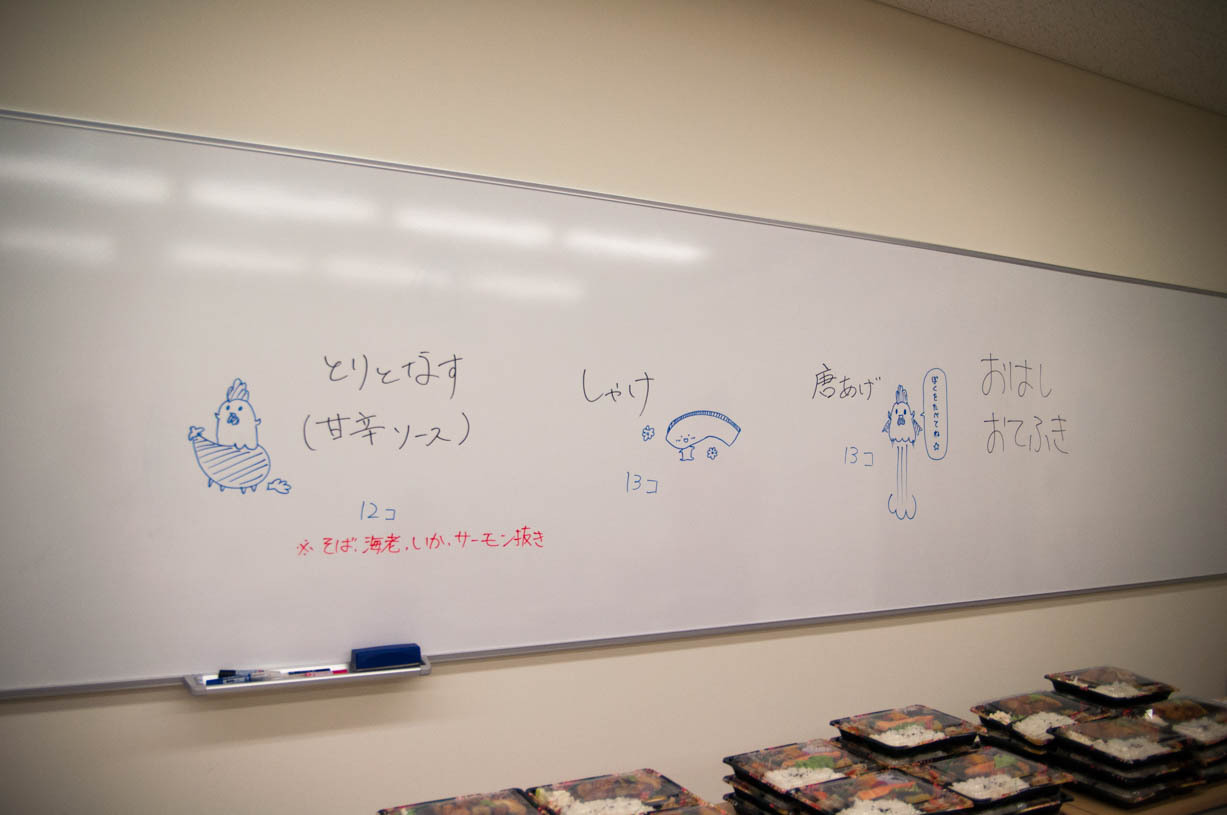 とりとなす
(甘辛ソース)
12コ
※そば、海老、いか、サーモン抜き
しゃけ
13コ
唐あげ
13コ
ぼくをたべてね☆
おはし
おてふき